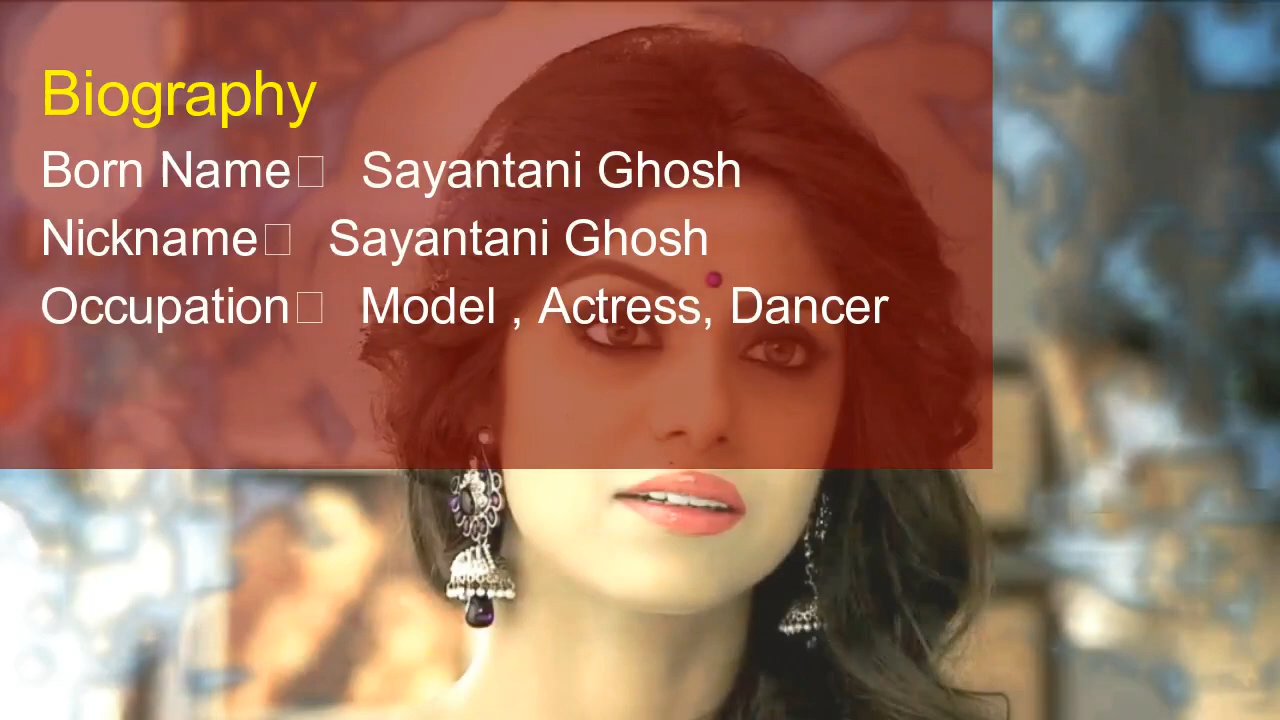 Biography
Born Name□ Sayantani Ghosh
Nickname□ Sayantani Ghosh
Occupation□ Model , Actress, Dancer